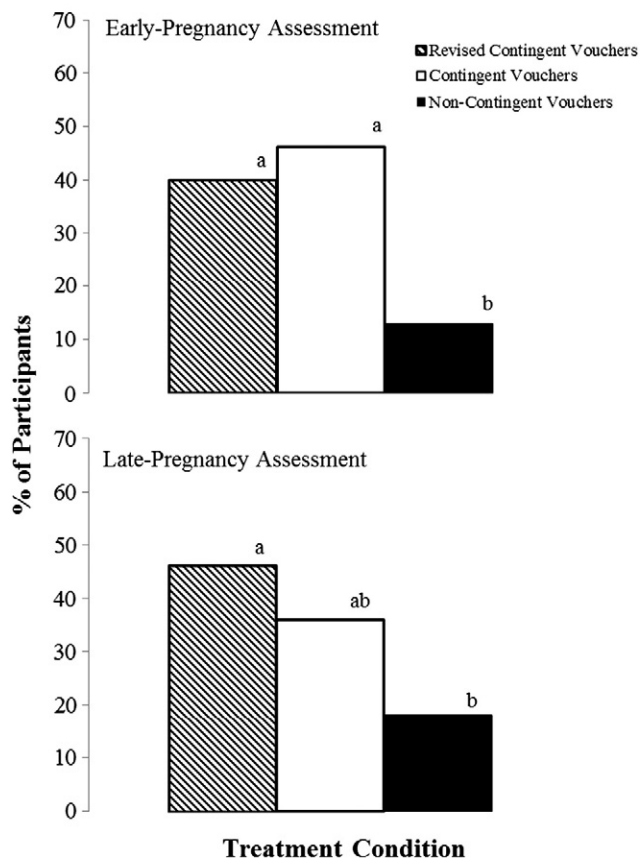 70
Early-Pregnancy Assessment
Revised Contingent Vouchers
60
Contingent Vouchers
Non-Contingent Vouchers
50
a
a
40
30
20
b
10
0
% of Participants
70
Late-Pregnancy Assessment
60
50
a
40
ab
30
20
b
10
0
Treatment Condition